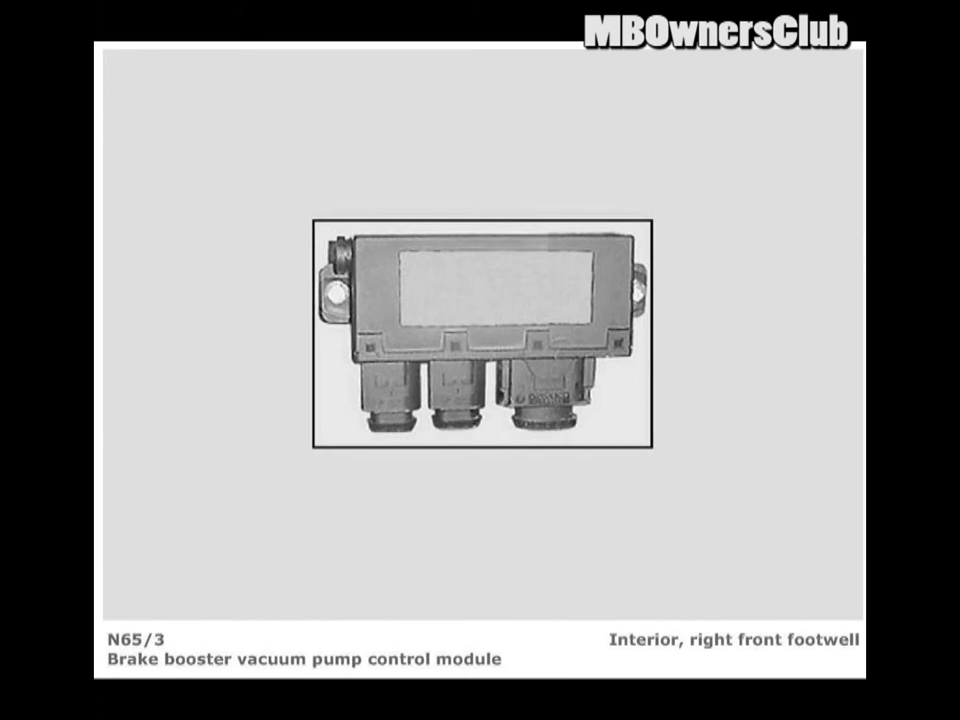 MBOwnersClub
N65/3
Interior, right front footwell
Brake booster vacuum pump control module